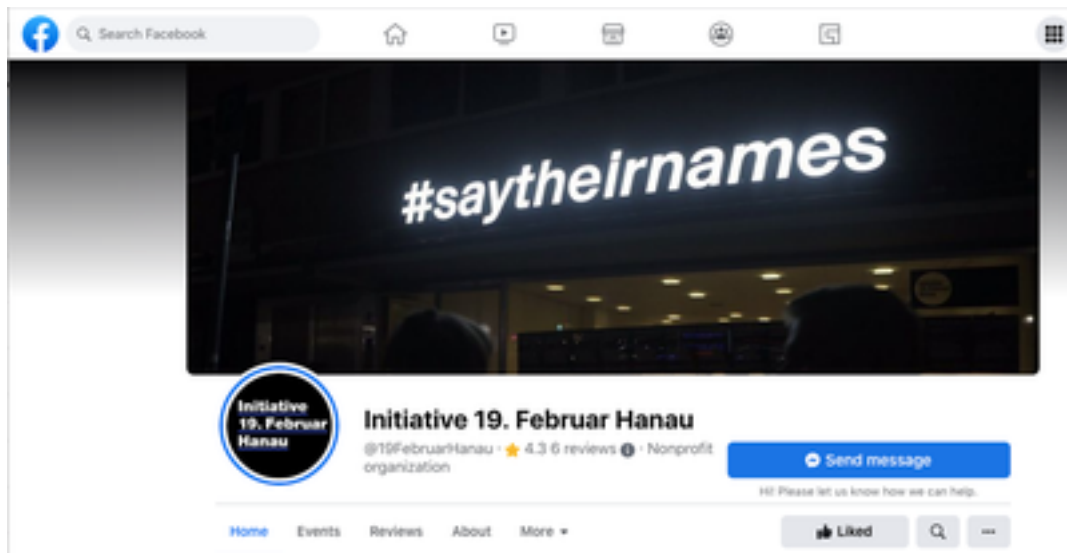 Search Facebook
#saytheirnames
Initiative
19. Februar
Hanau
Initiative 19. Februar Hanau
@19FebruarHanau · ⭐ 4.3 6 reviews · Nonprofit
organization
Send message
Hi! Please let us know how we can help.
Home Events Reviews About More
Liked